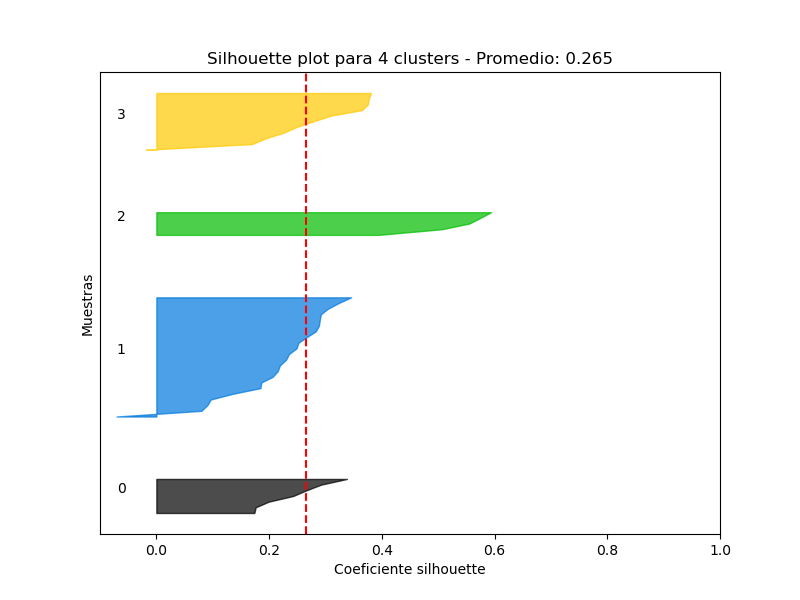 Silhouette plot para 4 clusters - Promedio: 0.265
3
2
1
0
Muestras
0.0 0.2 0.4 0.6 0.8 1.0
Coeficiente silhouette